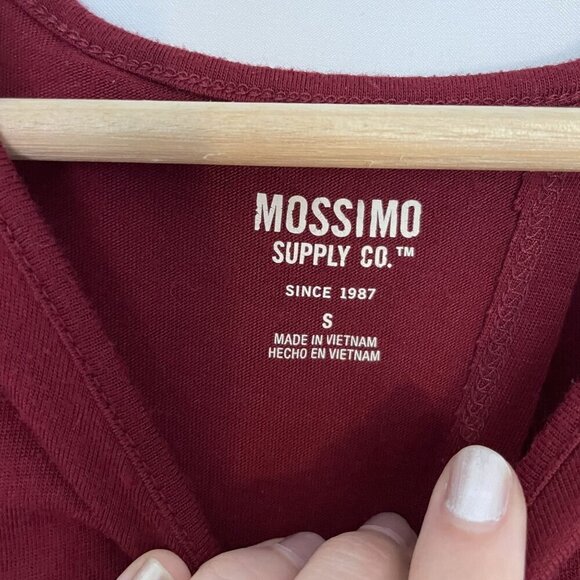 MOSSIMO
SUPPLY CO.™
SINCE 1987
S
MADE IN VIETNAM
HECHO EN VIETNAM